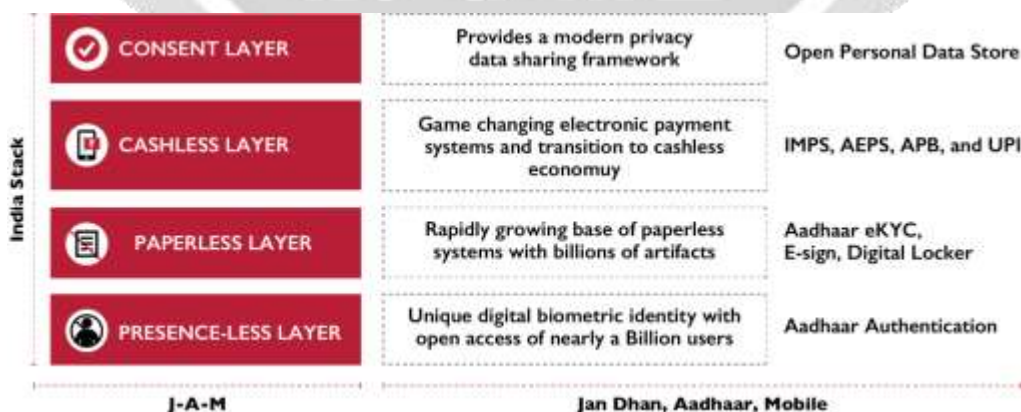 India Stack
CONSENT LAYER
Provides a modern privacy
data sharing framework
Open Personal Data Store
CASHLESS LAYER
Game changing electronic payment
systems and transition to cashless
economuy
IMPS, AEPS, APB, and UPI
PAPERLESS LAYER
Rapidly growing base of paperless
systems with billions of artifacts
Aadhaar eKYC,
E-sign, Digital Locker
PRESENCE-LESS LAYER
Unique digital biometric identity with
open access of nearly a Billion users
Aadhaar Authentication
J-A-M
Jan Dhan, Aadhaar, Mobile